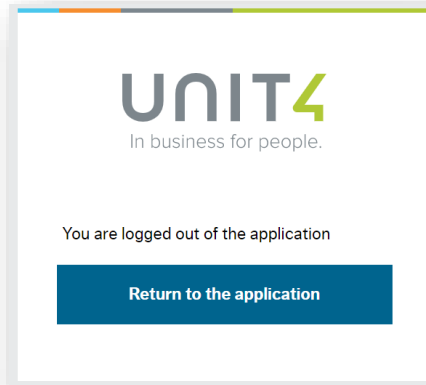 UNIT4
In business for people.
You are logged out of the application
Return to the application